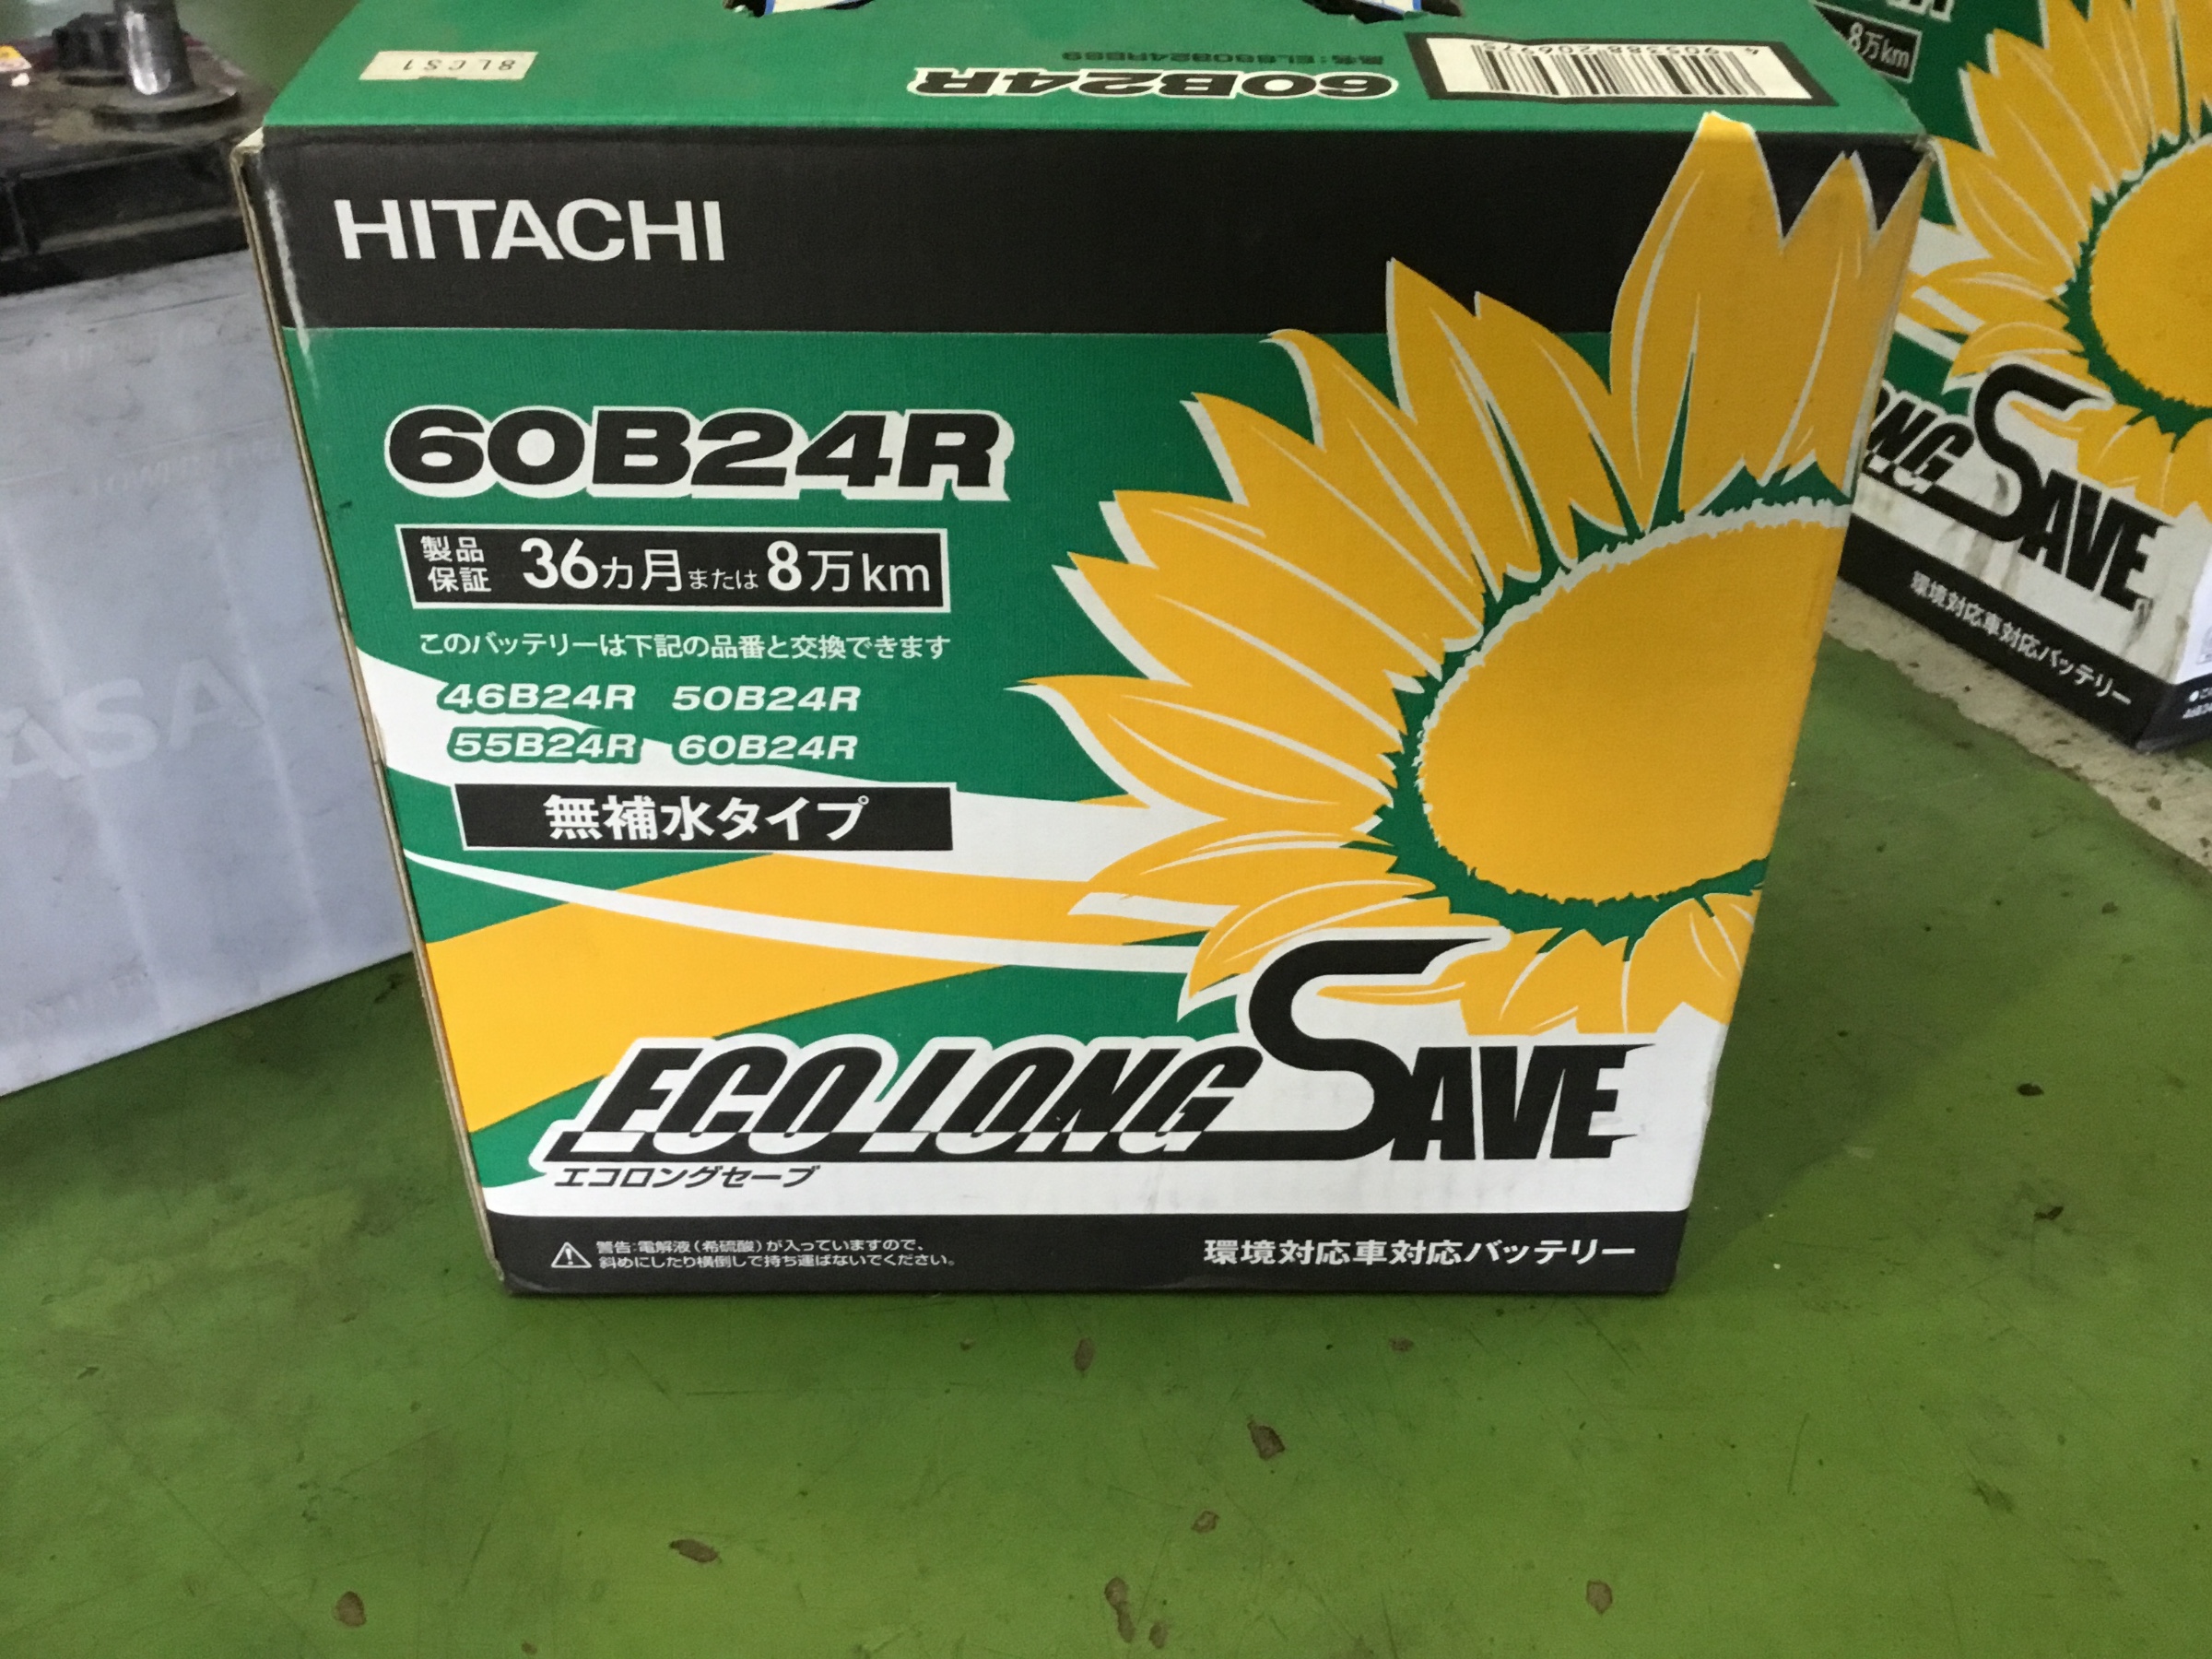 8LCS1
60B24R
4905388206975
HITACHI
60B24R
製品保証 36カ月または8万km
このバッテリーは下記の品番と交換できます
46B24R 50B24R
55B24R 60B24R
無補水タイプ
ECO LONG SAVE
エコロングセーブ
警告:電解液(希硫酸)が入っていますので、
斜めにしたり横倒しで持ち運ばないでください。
環境対応車対応バッテリー
8万km
SAVE
環境対応車対応バッテリー